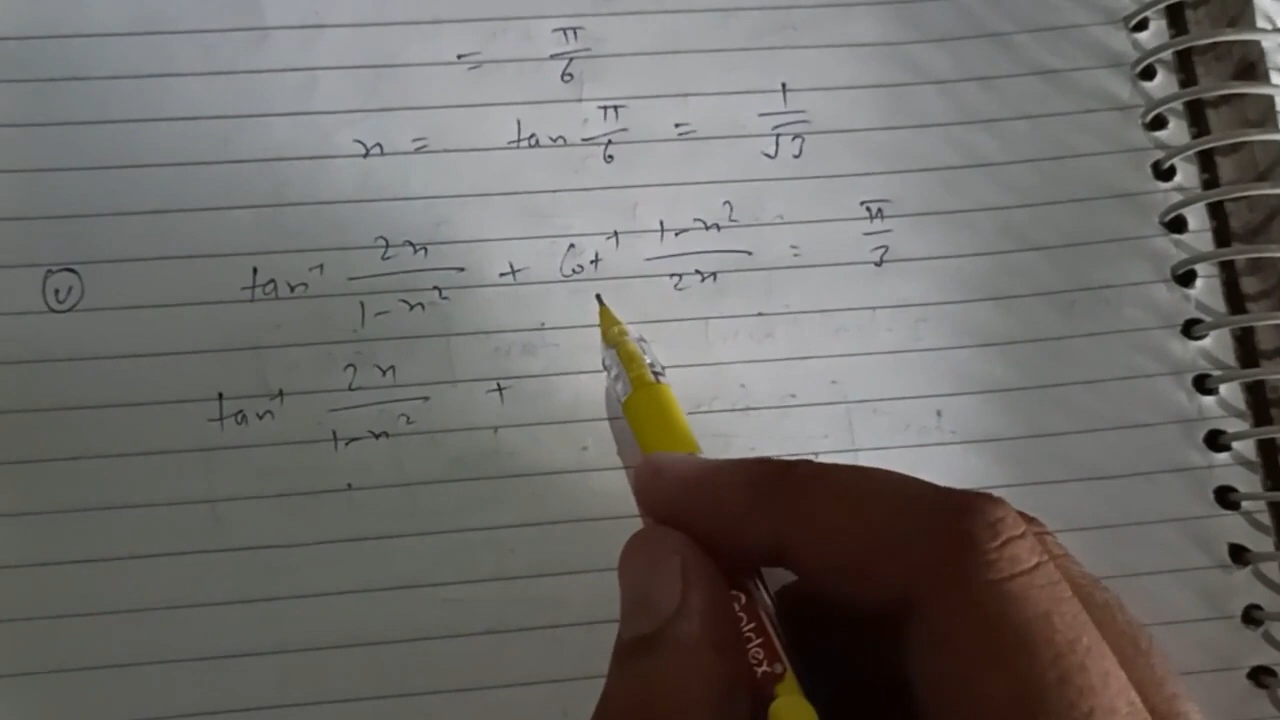 = π/6
x = tan π/6 = 1/√3
(v) tan⁻¹ 2x/1-x² + Cot⁻¹ 1-x²/2x = π/3
tan⁻¹ 2x/1-x² +
Goldex®